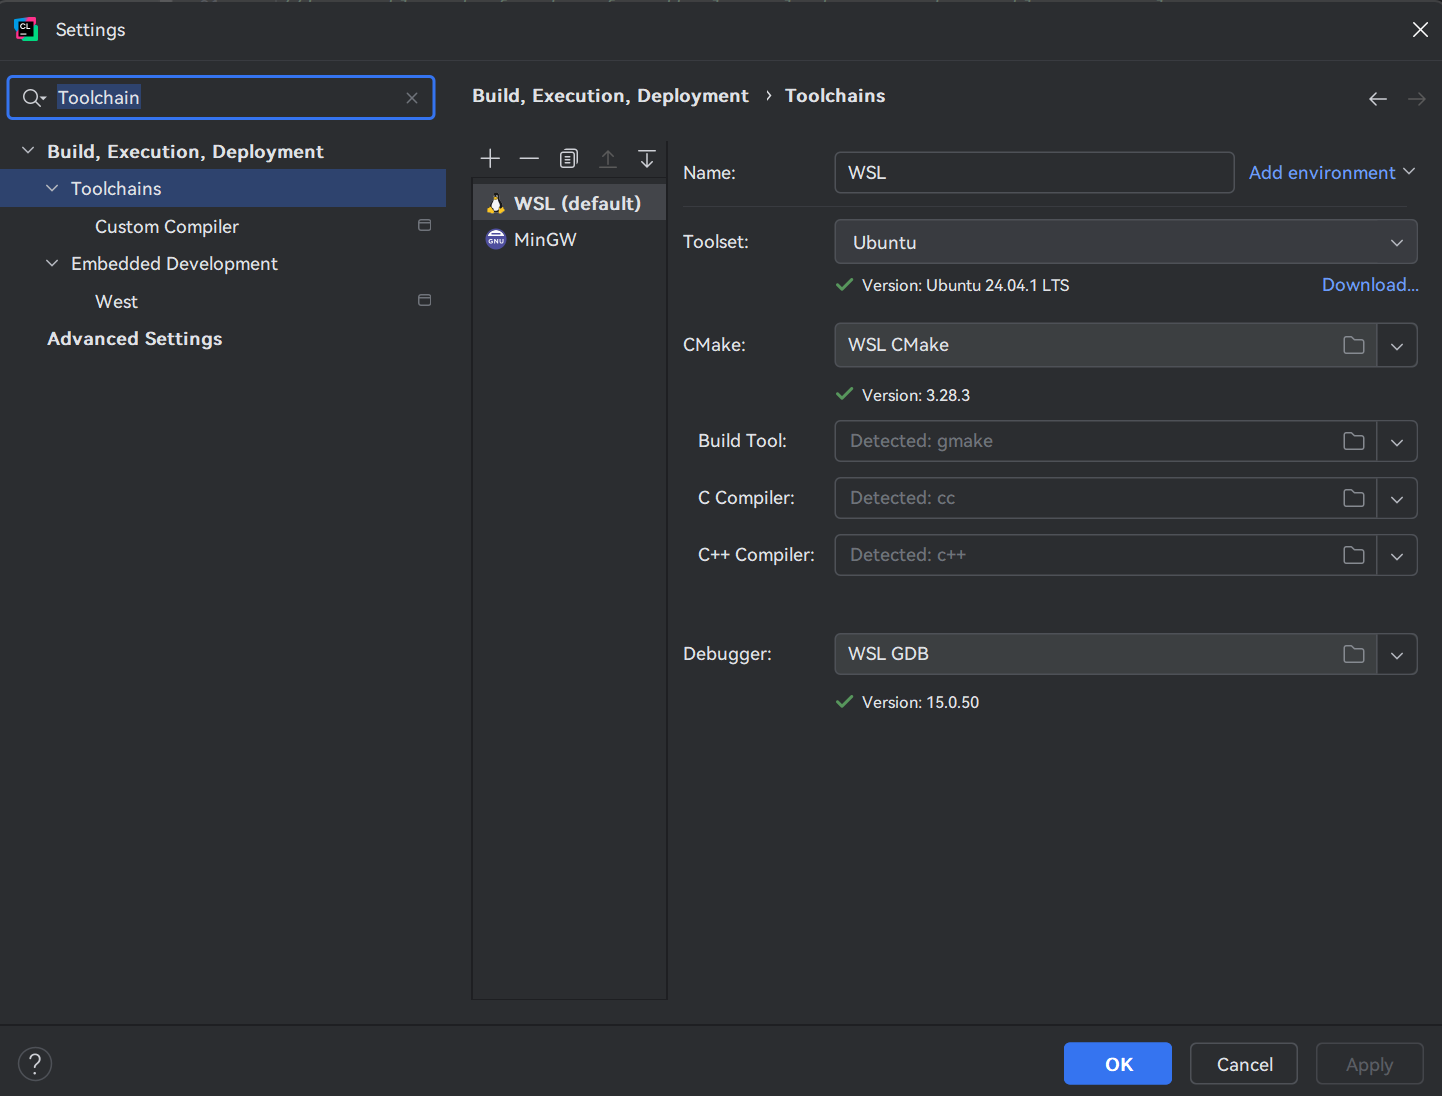 Settings
Toolchain
Build, Execution, Deployment
Toolchains
Custom Compiler
Embedded Development
West
Advanced Settings
Build, Execution, Deployment › Toolchains
WSL (default)
MinGW
Name: WSL Add environment
Toolset: Ubuntu
Version: Ubuntu 24.04.1 LTS Download...
CMake: WSL CMake
Version: 3.28.3
Build Tool: Detected: gmake
C Compiler: Detected: cc
C++ Compiler: Detected: c++
Debugger: WSL GDB
Version: 15.0.50
? OK Cancel Apply